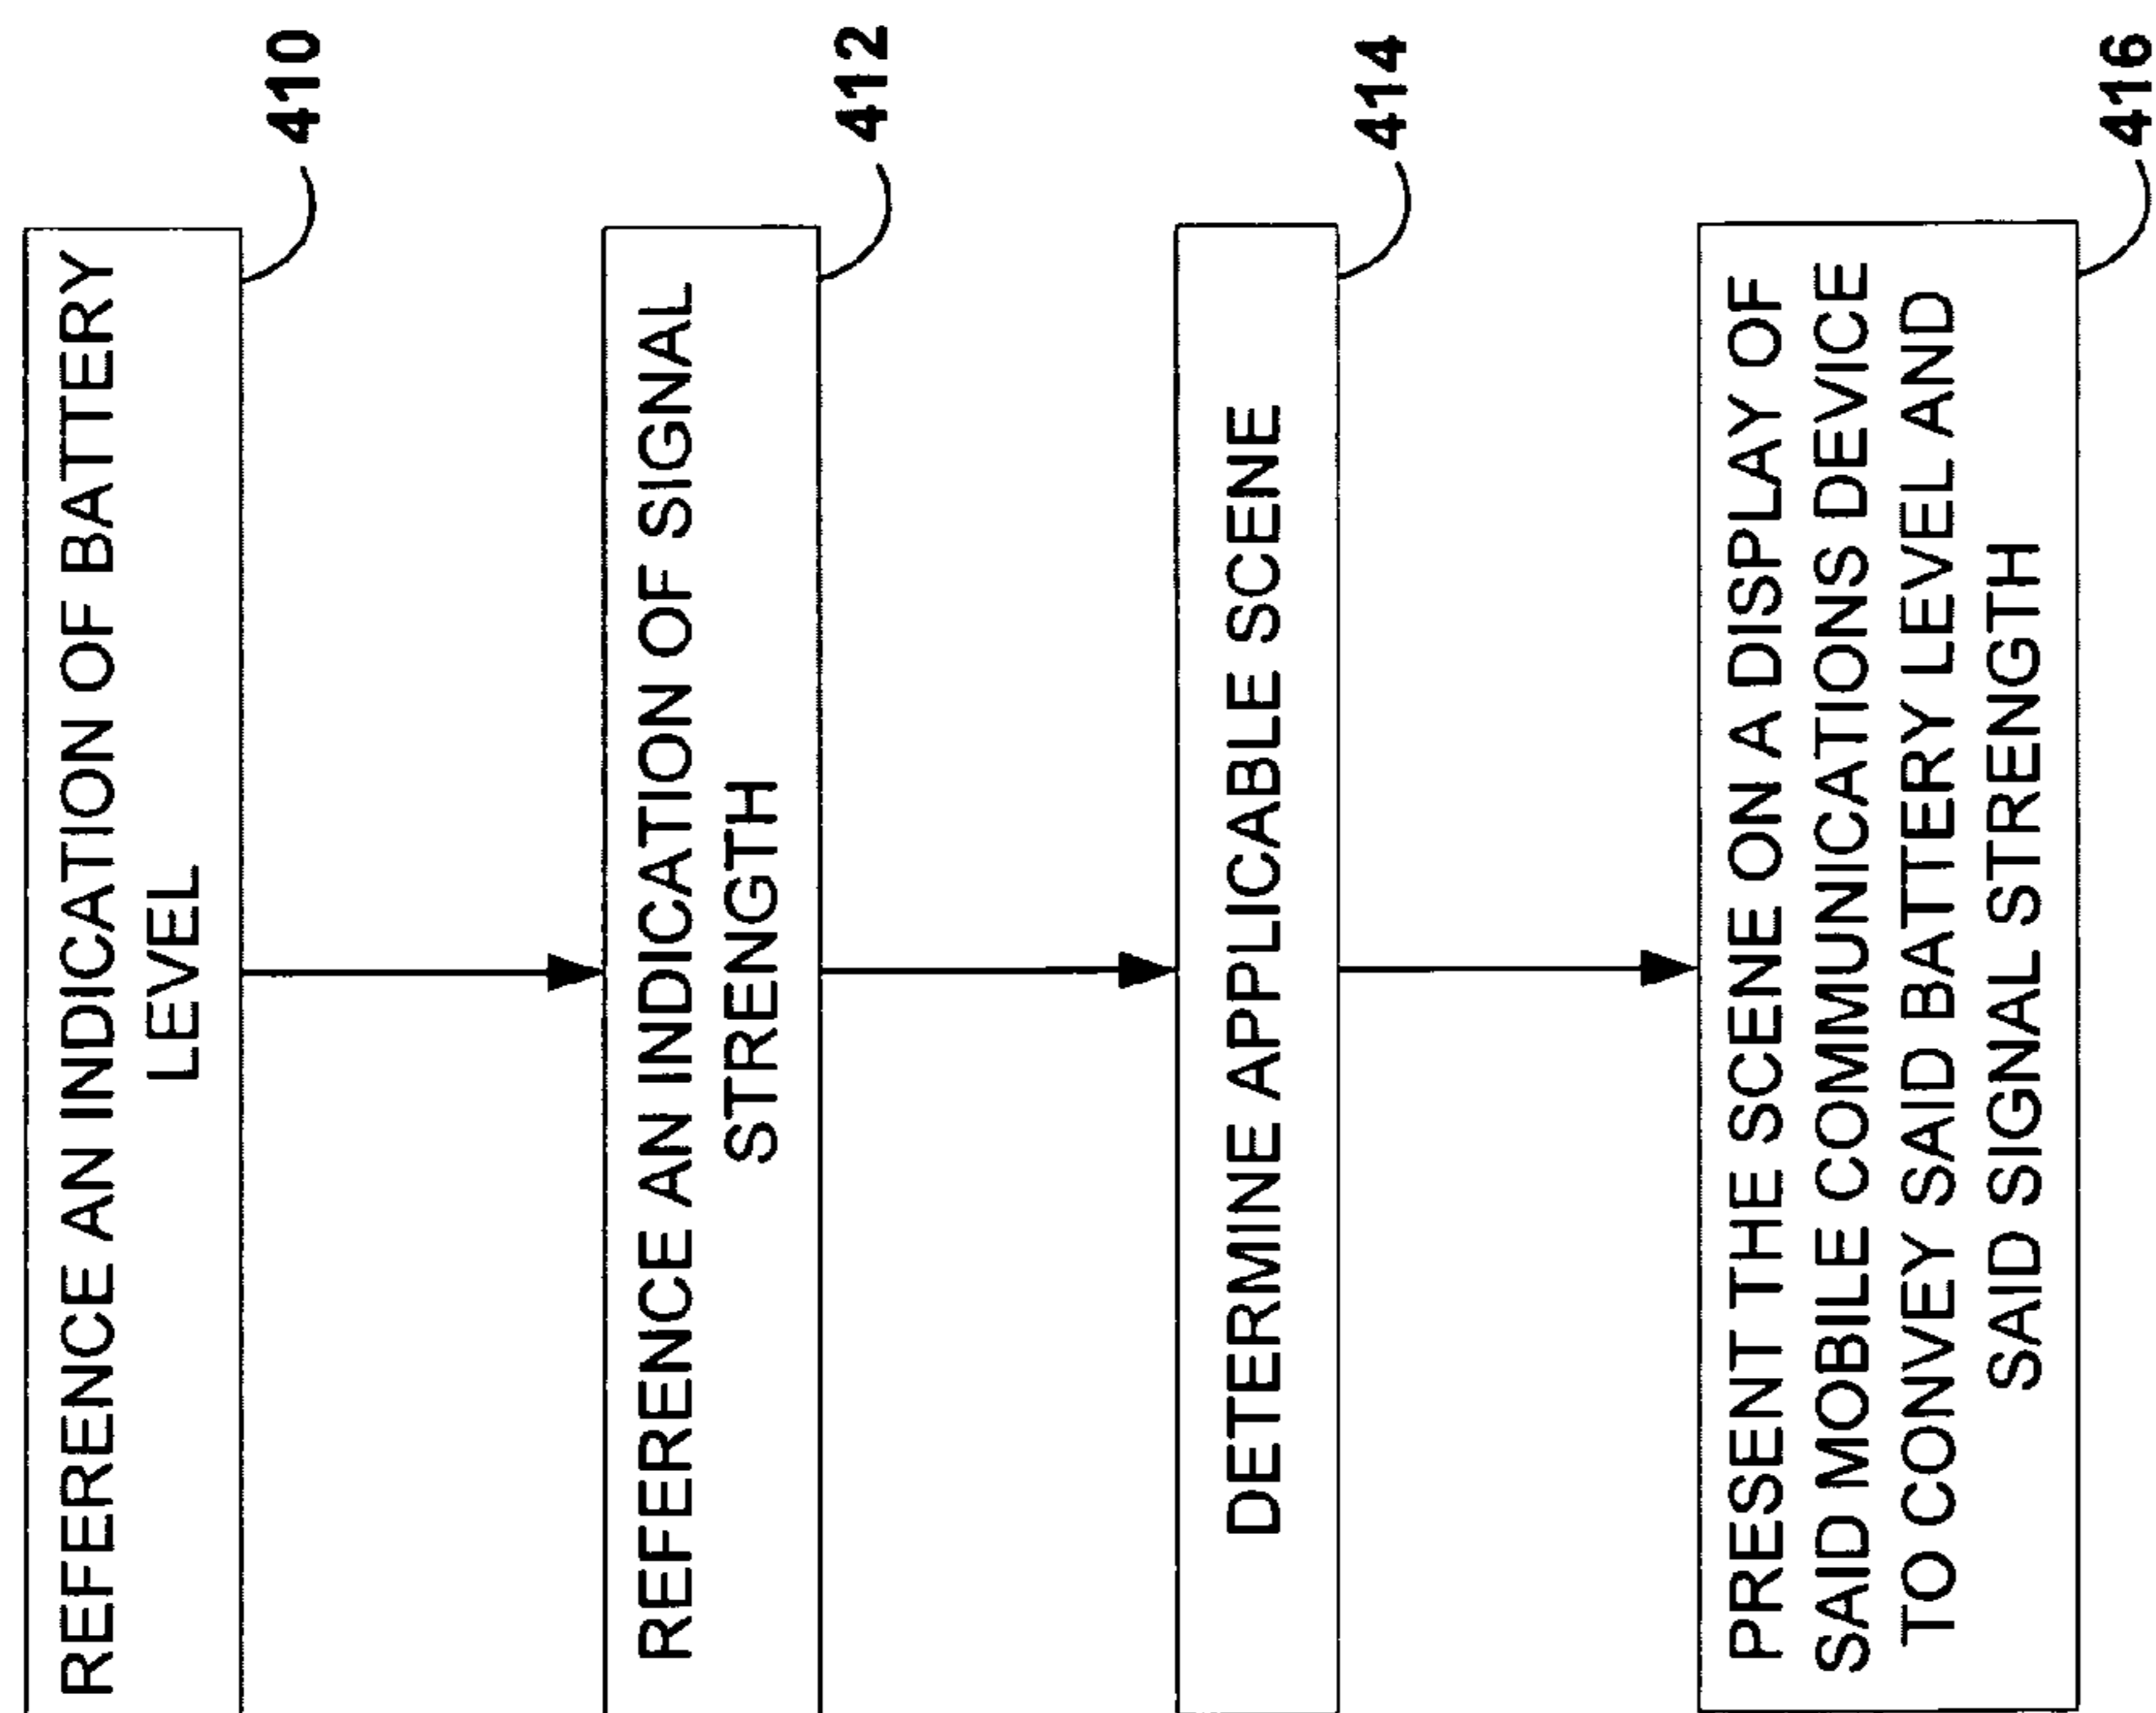 REFERENCE AN INDICATION OF BATTERY
LEVEL
410
REFERENCE AN INDICATION OF SIGNAL
STRENGTH
412
DETERMINE APPLICABLE SCENE
414
PRESENT THE SCENE ON A DISPLAY OF
SAID MOBILE COMMUNICATIONS DEVICE
TO CONVEY SAID BATTERY LEVEL AND
SAID SIGNAL STRENGTH
416